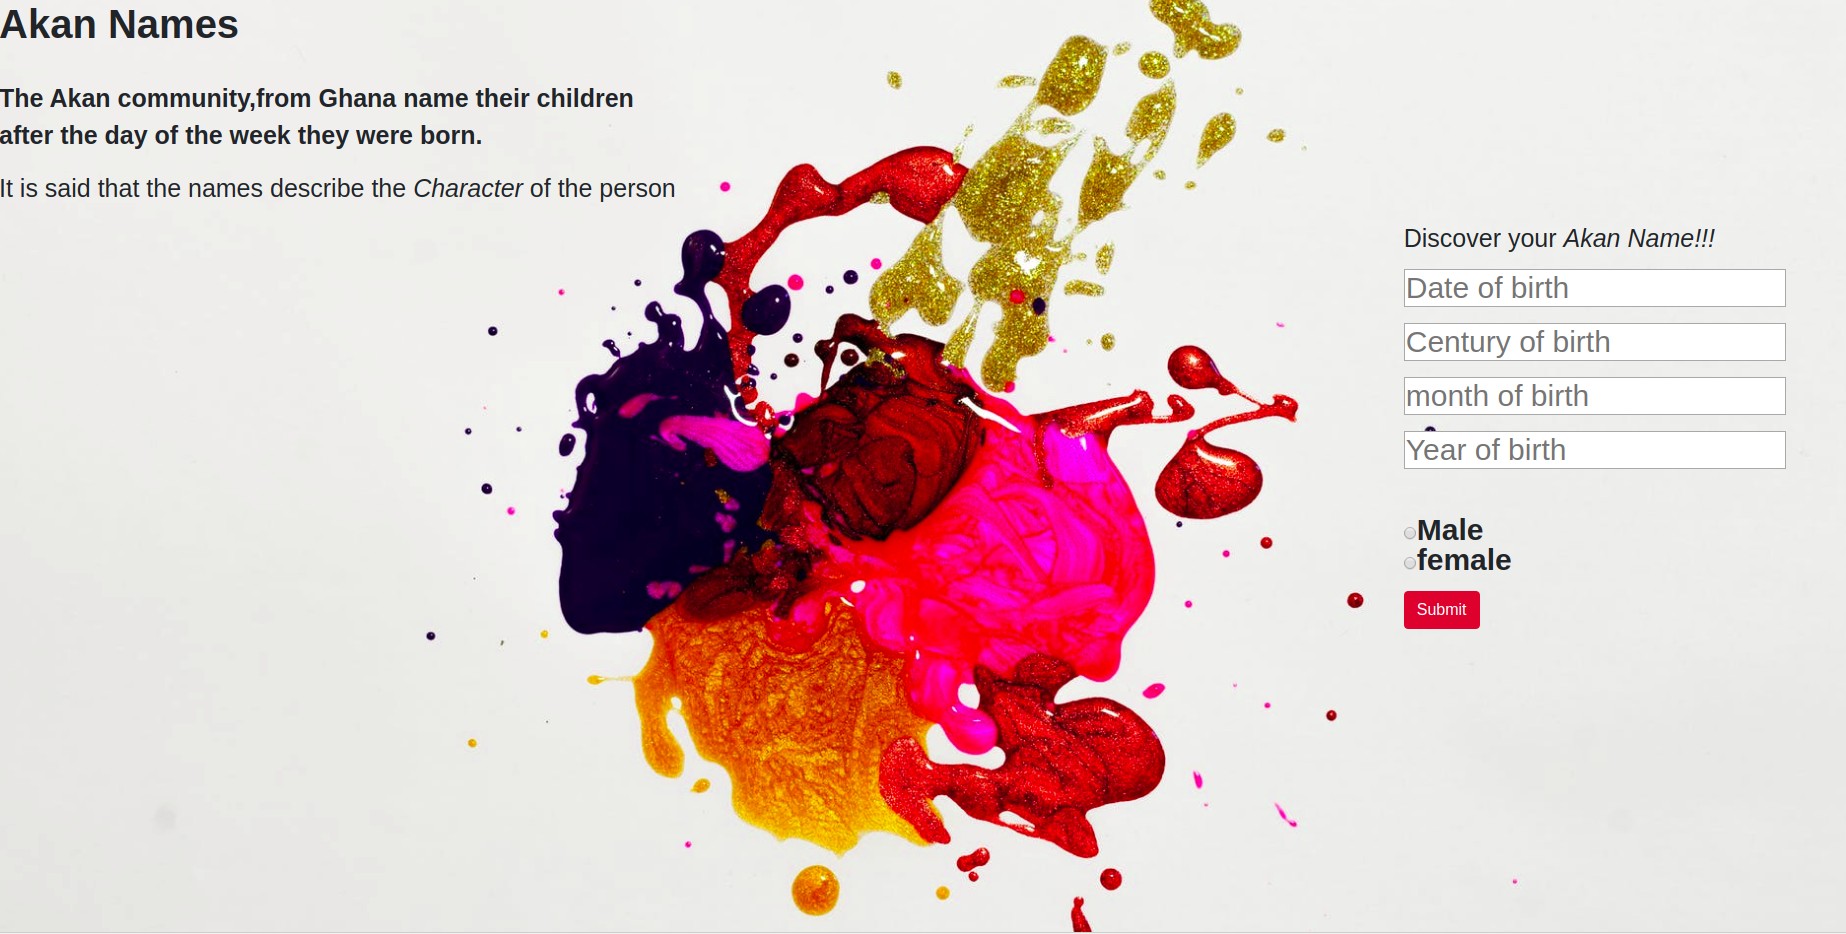 Akan Names
The Akan community,from Ghana name their children
after the day of the week they were born.
It is said that the names describe the Character of the person
Discover your Akan Name!!!
Date of birth
Century of birth
month of birth
Year of birth
Male
female
Submit